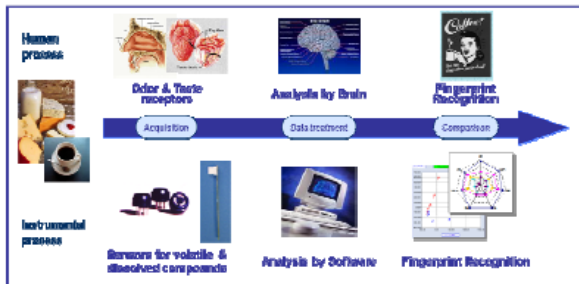 Human
process
Coffee!
Odor & Taste
receptors
Analysis by Brain
Fingerprint
Recognition
Acquisition
Data treatment
Comparison
Instrumental
process
Sensors for volatile &
dissolved compounds
Analysis by Software
Fingerprint Recognition